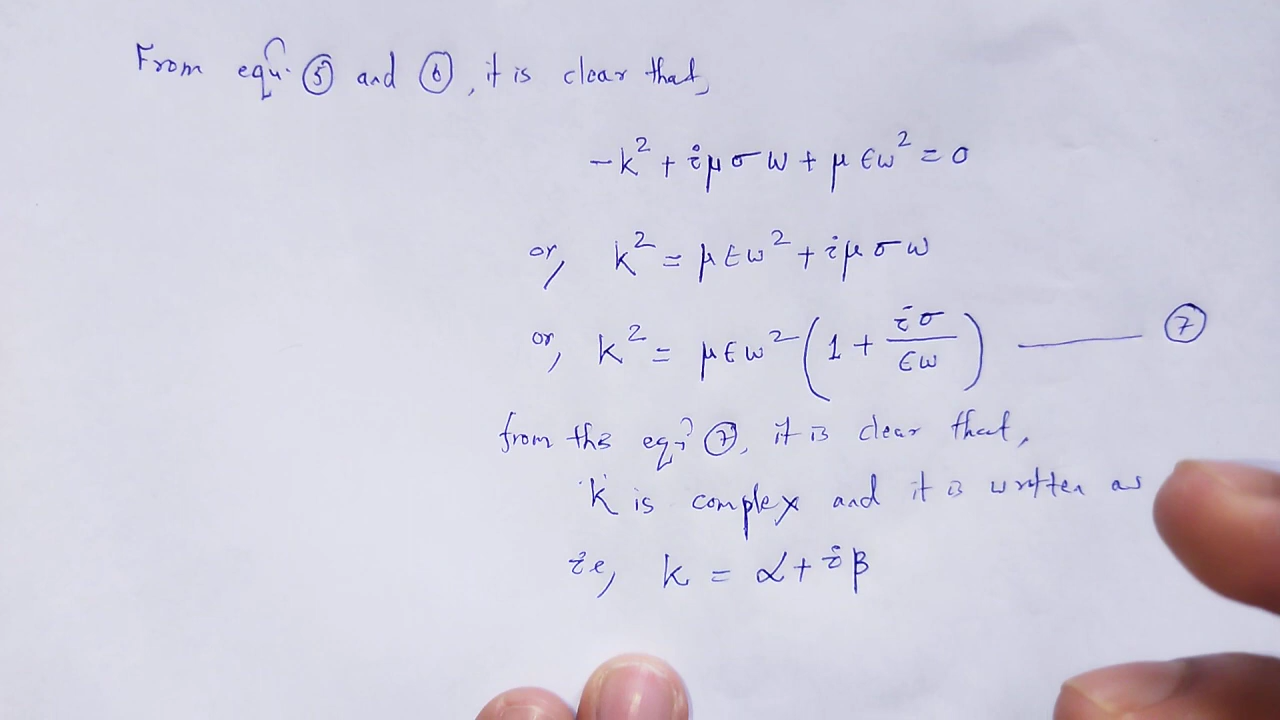 From eqn. ⑤ and ⑥, it is clear that,
-k² + iμσω + μϵω² = 0
or, k² = μϵω² + iμσω
or, k² = μϵω² (1 + iσ/ϵω) ——— ⑦
from this eqn ⑦, it is clear that,
k is complex and it is written as
ie, k = α + iβ